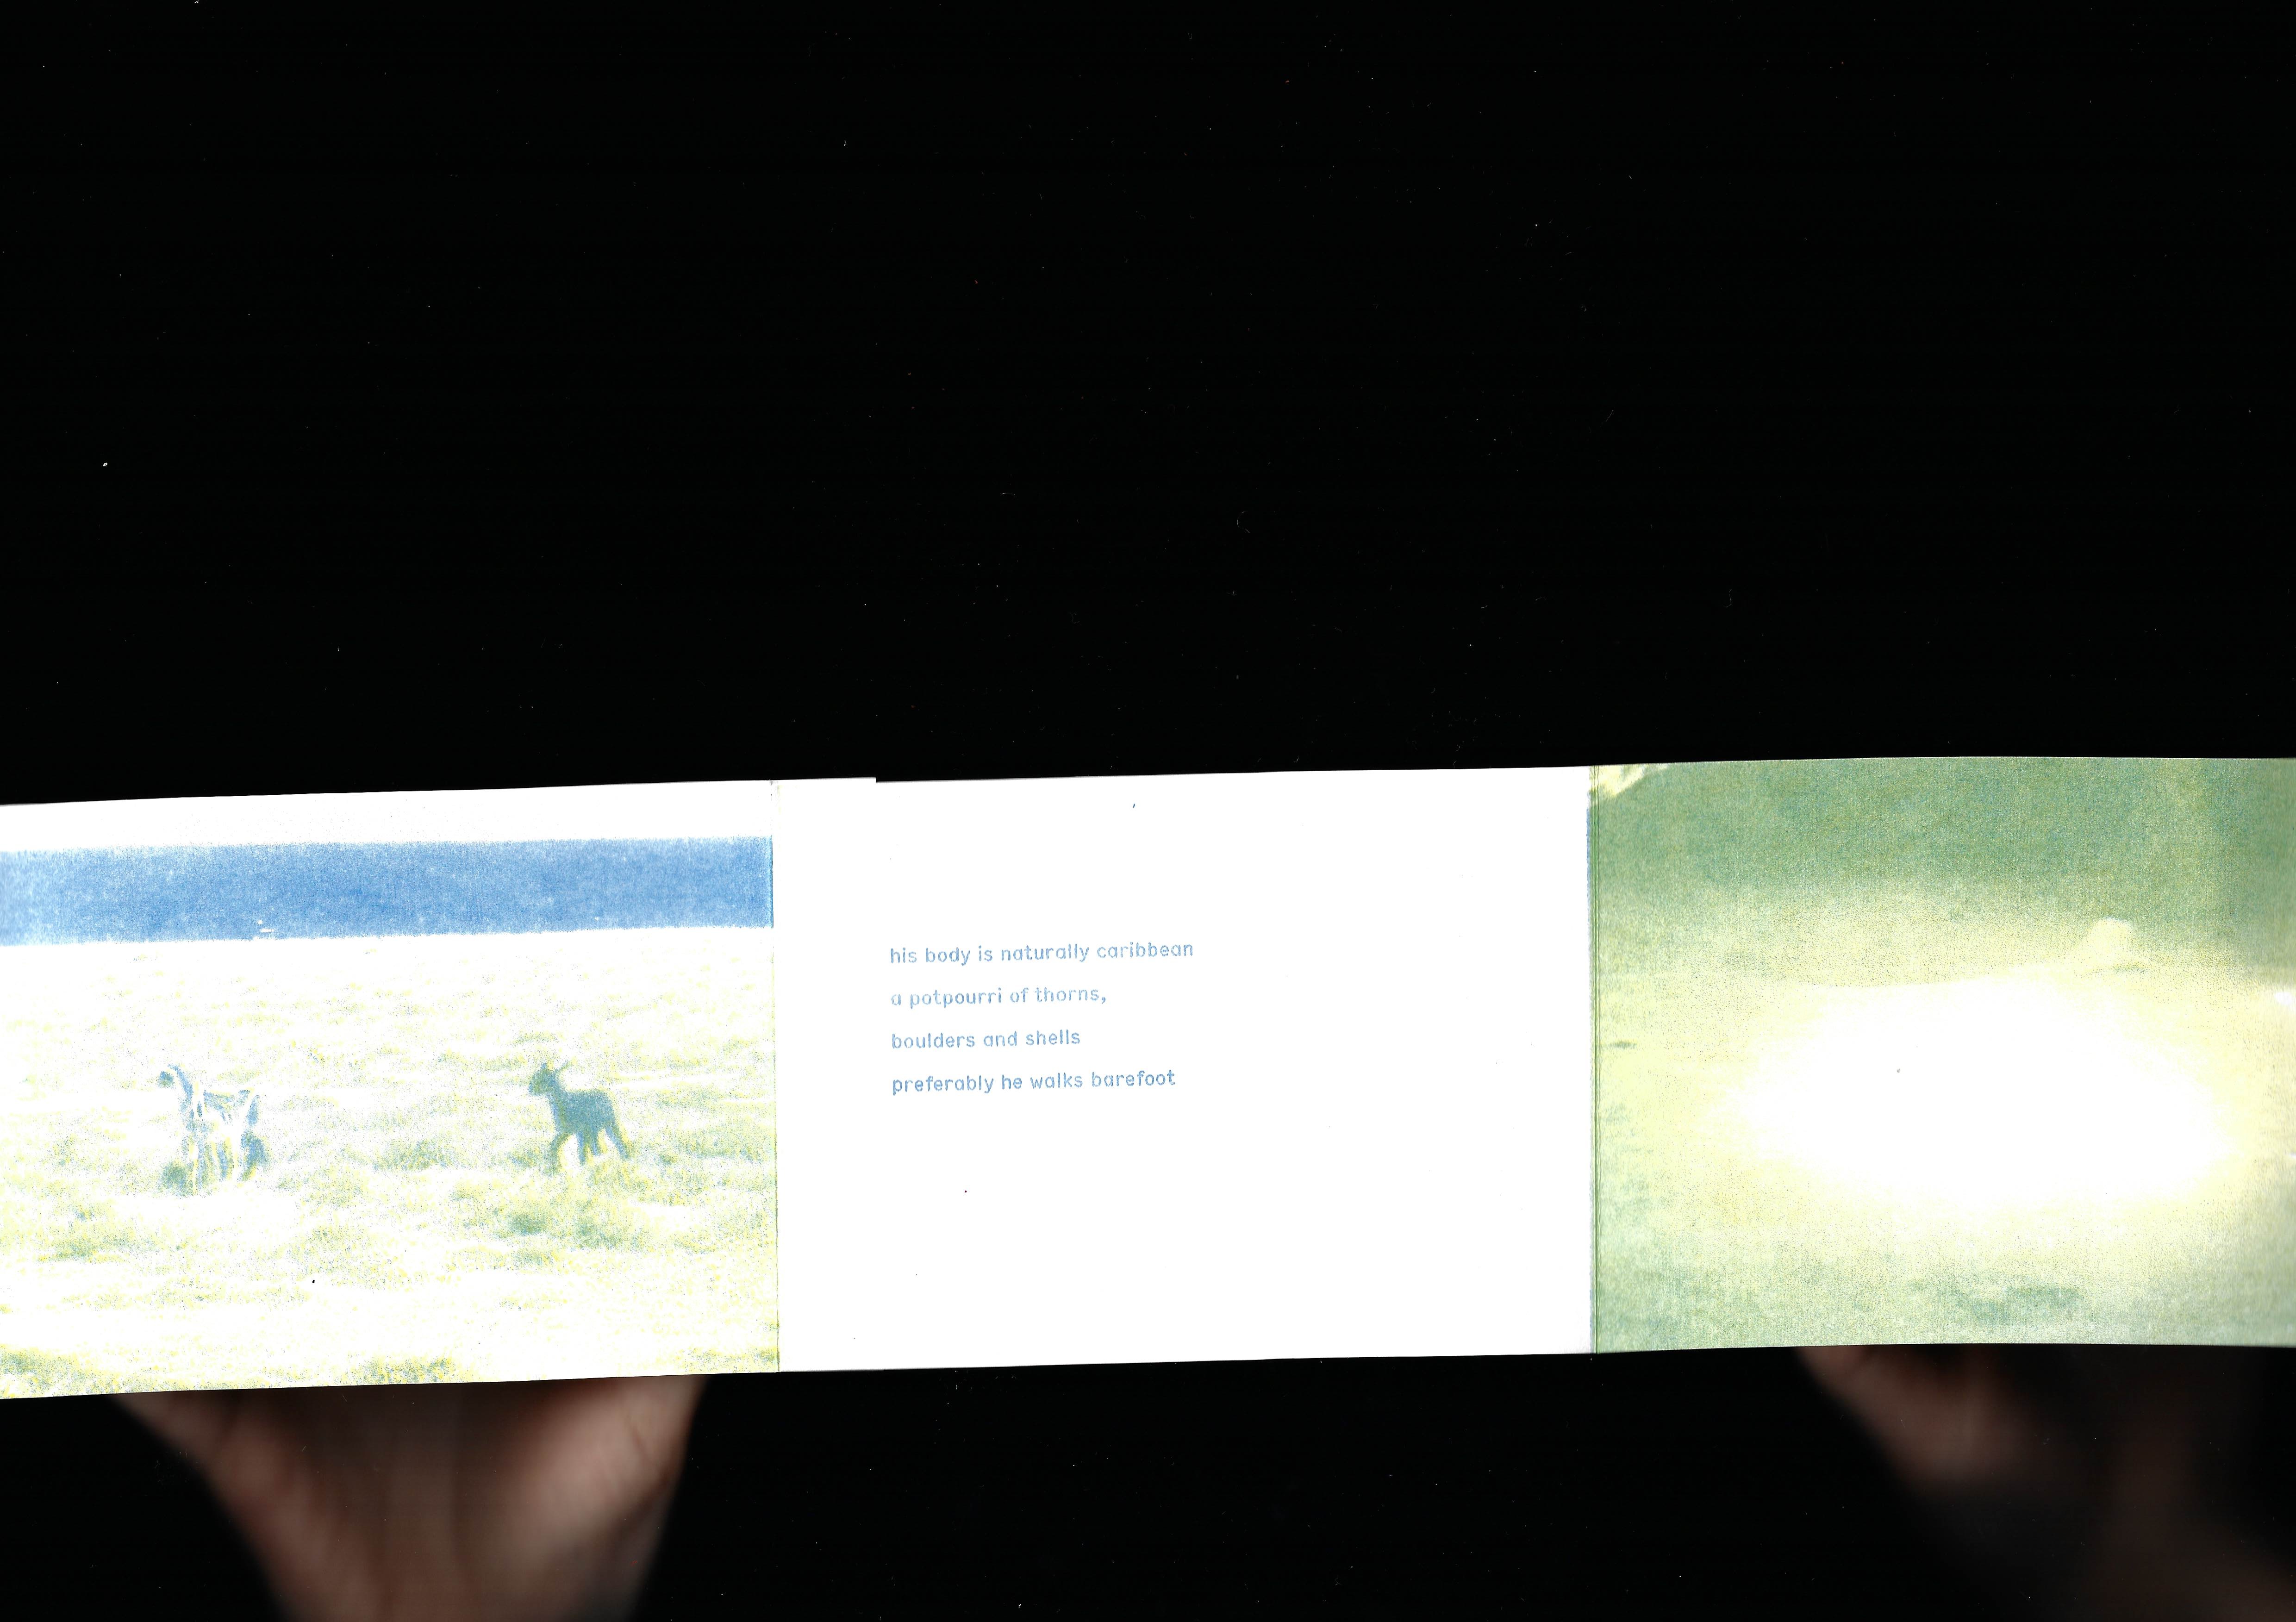 his body is naturally caribbean
a potpourri of thorns,
boulders and shells
preferably he walks barefoot